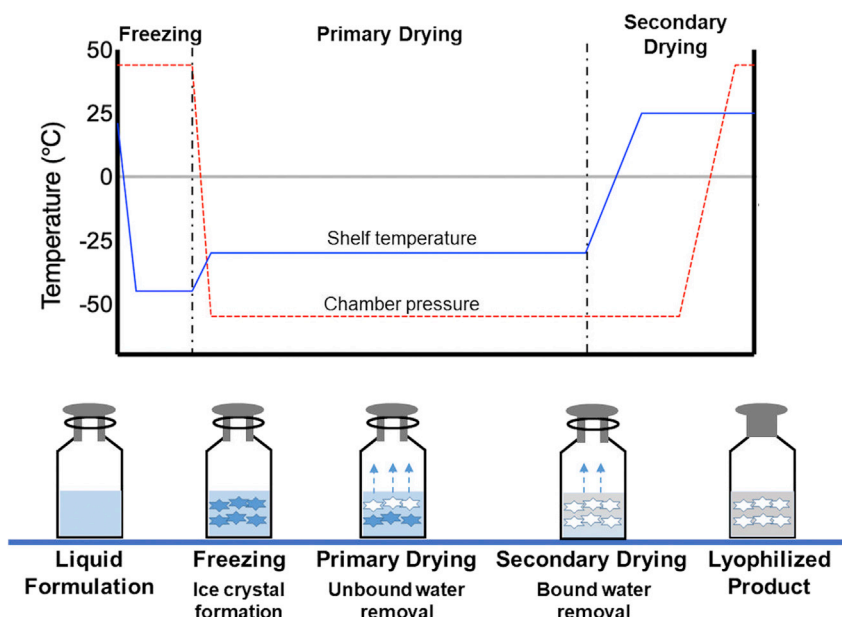 Freezing
Primary Drying
Secondary
Drying
50
25
0
-25
-50
Temperature (°C)
Shelf temperature
Chamber pressure
Liquid
Formulation
Freezing
Ice crystal
formation
Primary Drying
Unbound water
removal
Secondary Drying
Bound water
removal
Lyophilized
Product